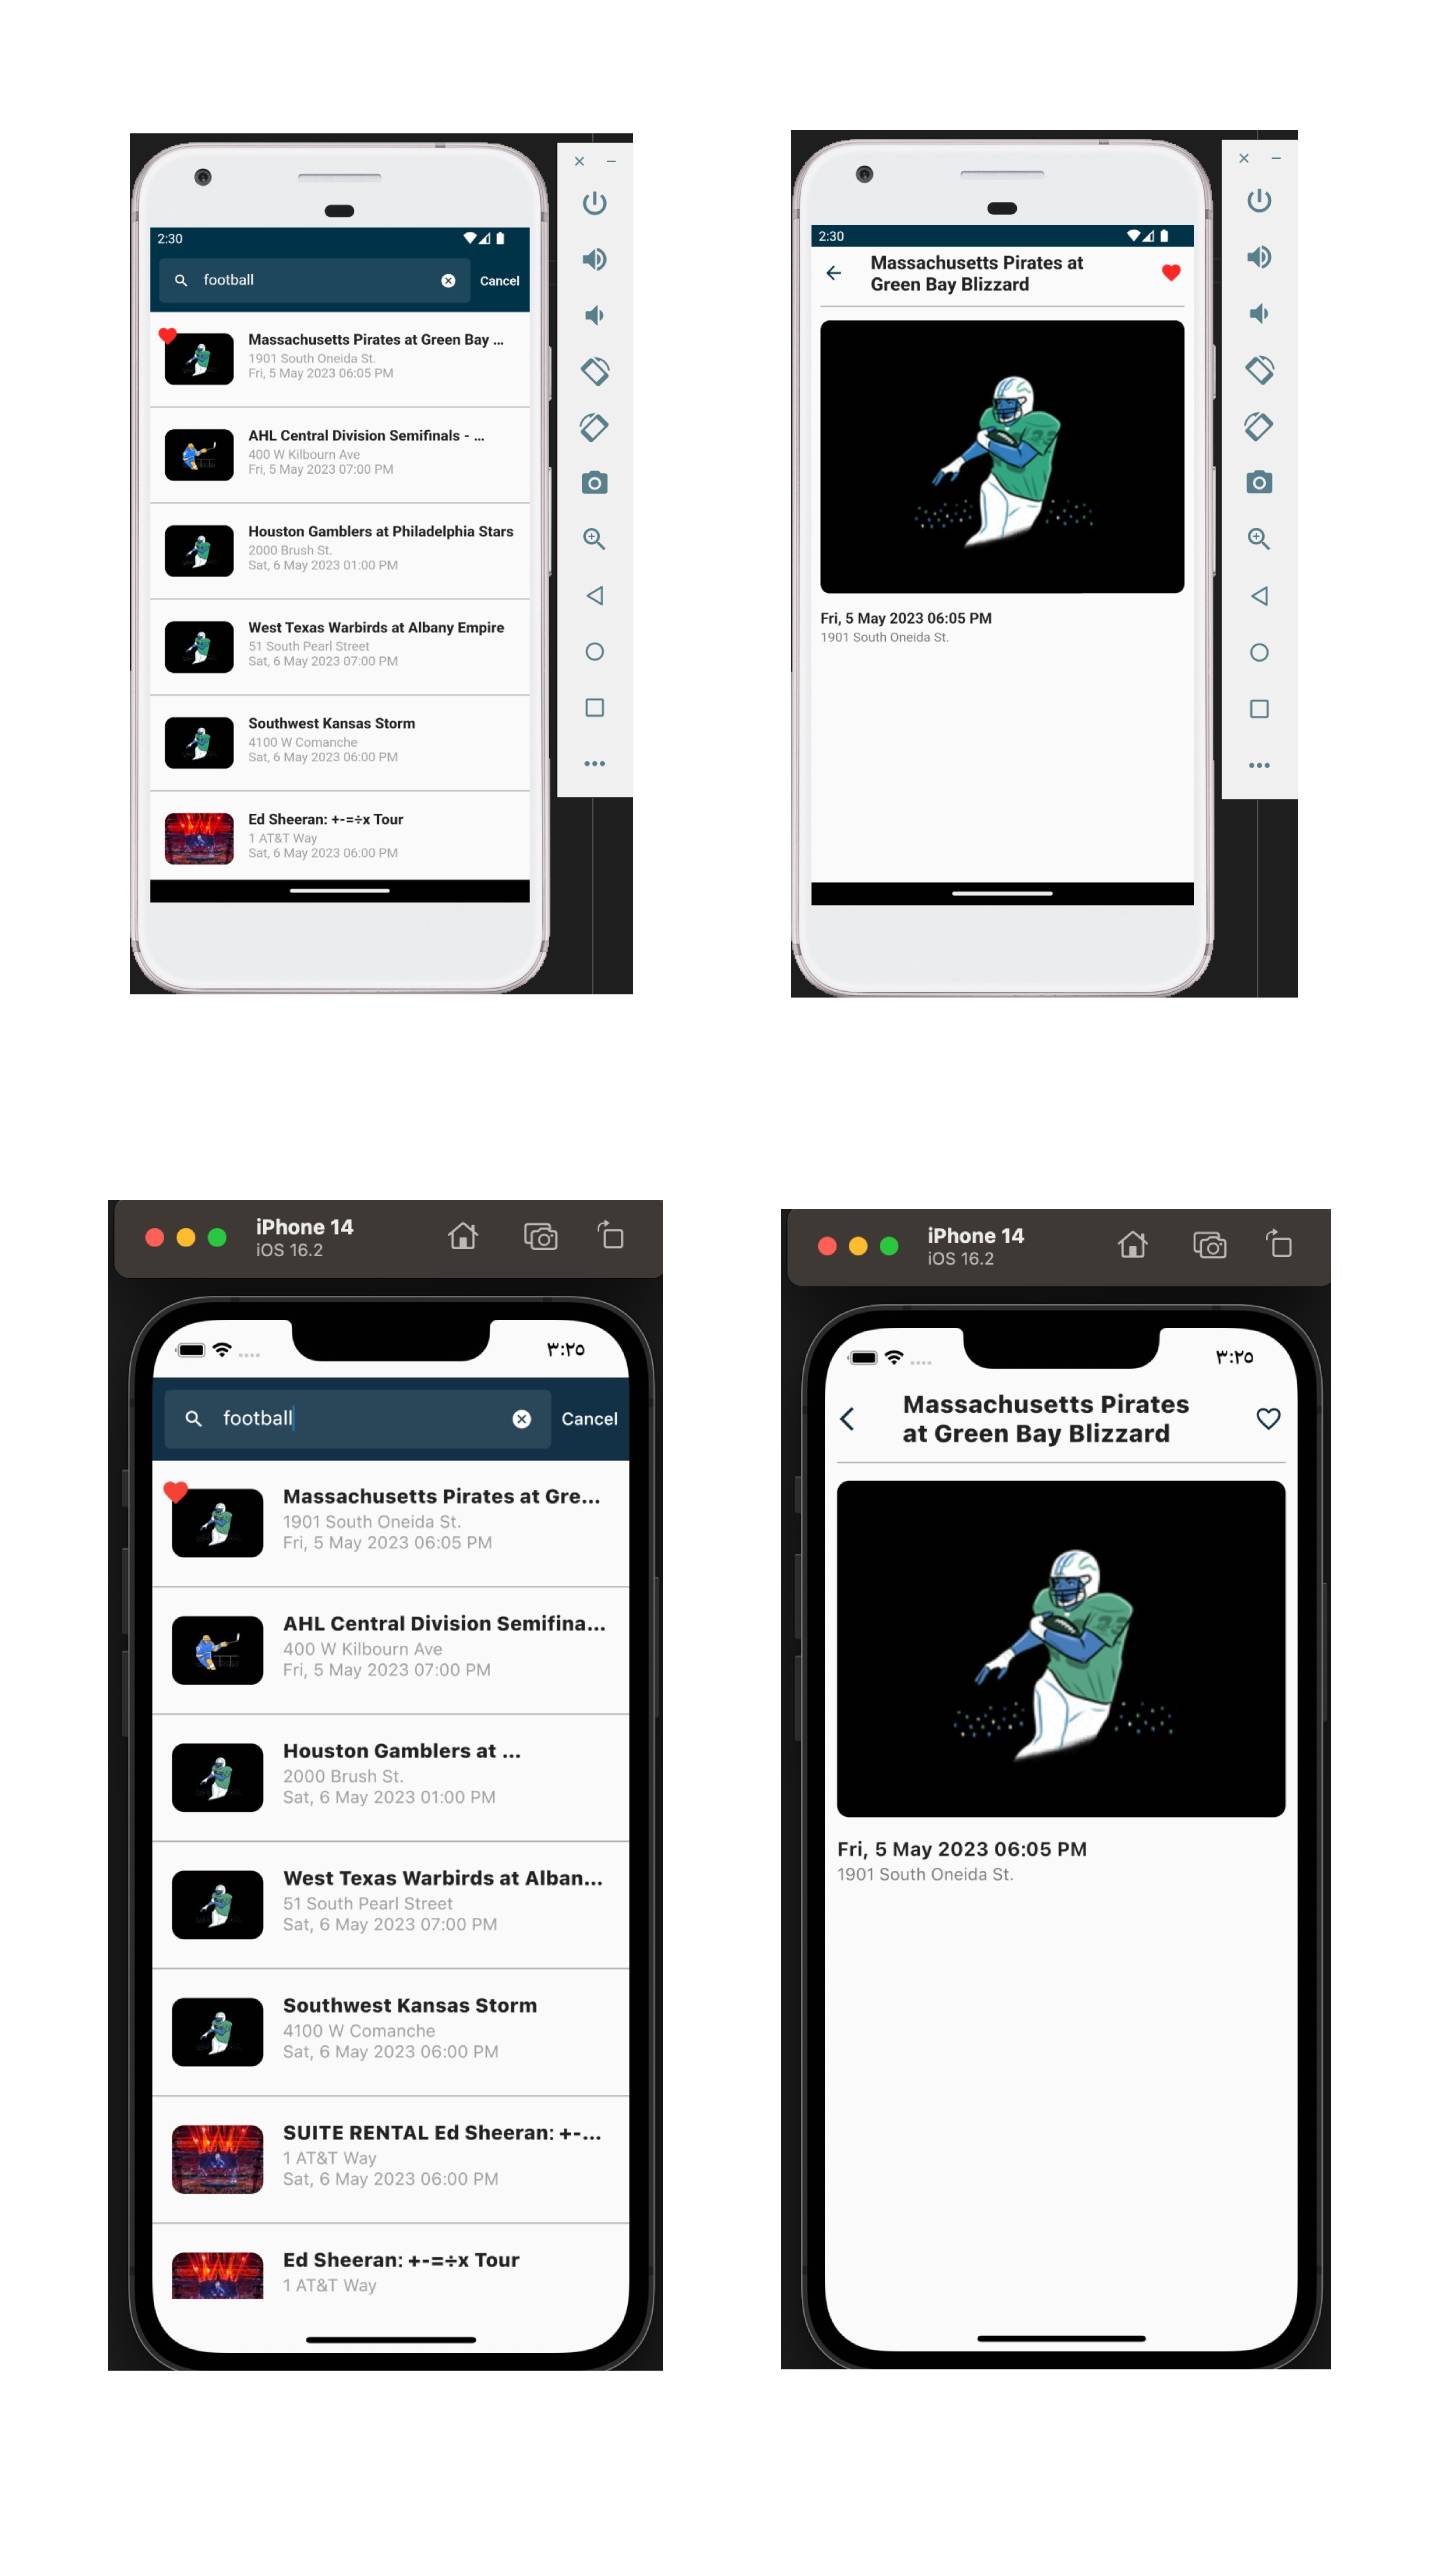 2:30
football
Cancel
Massachusetts Pirates at Green Bay ...
1901 South Oneida St.
Fri, 5 May 2023 06:05 PM
AHL Central Division Semifinals - ...
400 W Kilbourn Ave
Fri, 5 May 2023 07:00 PM
Houston Gamblers at Philadelphia Stars
2000 Brush St.
Sat, 6 May 2023 01:00 PM
West Texas Warbirds at Albany Empire
51 South Pearl Street
Sat, 6 May 2023 07:00 PM
Southwest Kansas Storm
4100 W Comanche
Sat, 6 May 2023 06:00 PM
Ed Sheeran: +-=÷x Tour
1 AT&T Way
Sat, 6 May 2023 06:00 PM
2:30
Massachusetts Pirates at
Green Bay Blizzard
Fri, 5 May 2023 06:05 PM
1901 South Oneida St.
iPhone 14
iOS 16.2
٣:٢٥
football
Cancel
Massachusetts Pirates at Gre...
1901 South Oneida St.
Fri, 5 May 2023 06:05 PM
AHL Central Division Semifina...
400 W Kilbourn Ave
Fri, 5 May 2023 07:00 PM
Houston Gamblers at ...
2000 Brush St.
Sat, 6 May 2023 01:00 PM
West Texas Warbirds at Alban...
51 South Pearl Street
Sat, 6 May 2023 07:00 PM
Southwest Kansas Storm
4100 W Comanche
Sat, 6 May 2023 06:00 PM
SUITE RENTAL Ed Sheeran: +-...
1 AT&T Way
Sat, 6 May 2023 06:00 PM
Ed Sheeran: +-=÷x Tour
1 AT&T Way
iPhone 14
iOS 16.2
٣:٢٥
Massachusetts Pirates
at Green Bay Blizzard
Fri, 5 May 2023 06:05 PM
1901 South Oneida St.